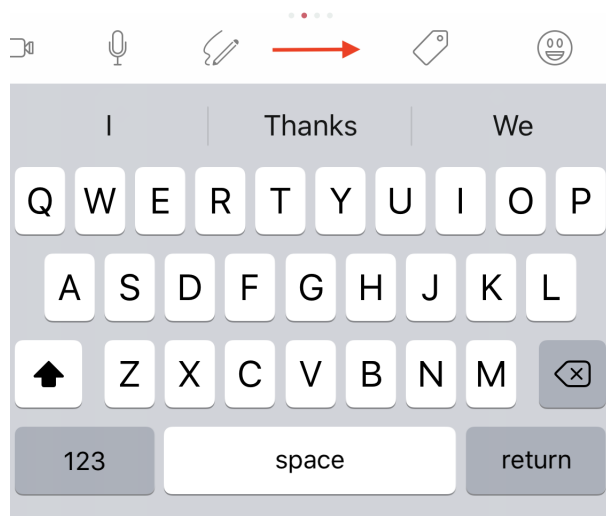 I Thanks We
Q W E R T Y U I O P
A S D F G H J K L
Z X C V B N M
123 space return